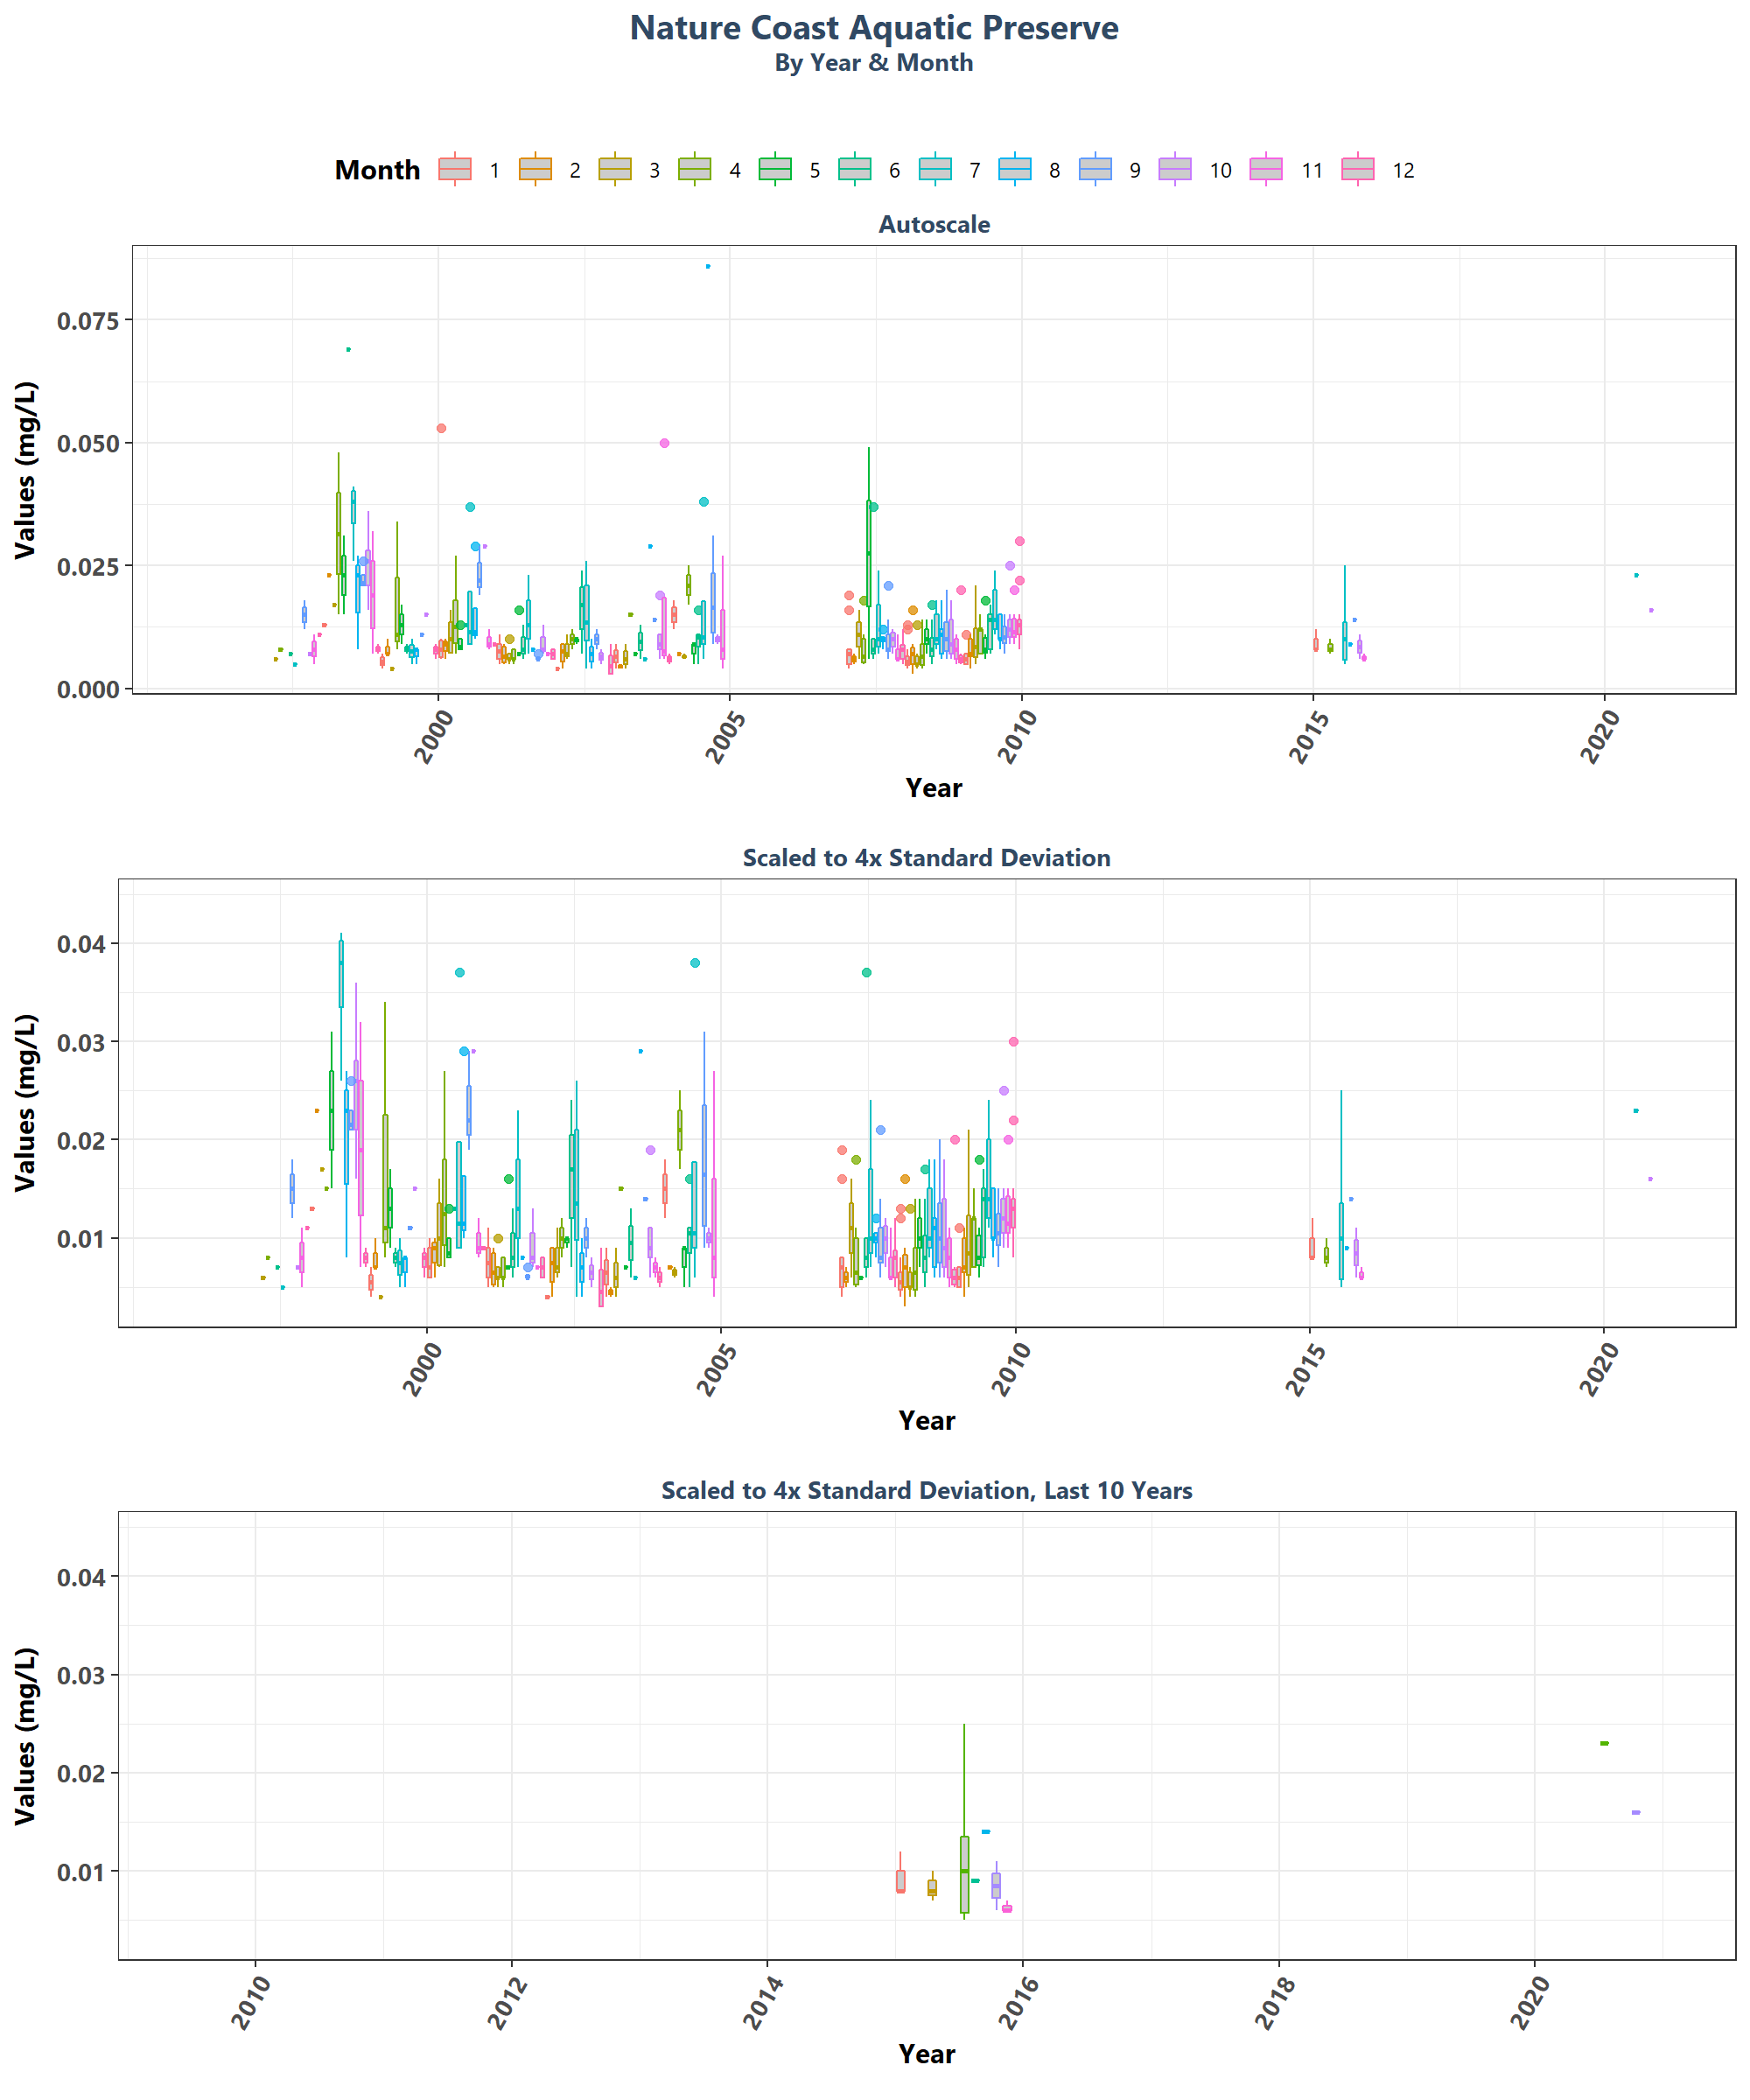 Nature Coast Aquatic Preserve
By Year & Month
Month 1 2 3 4 5 6 7 8 9 10 11 12
Autoscale
Values (mg/L)
0.075
0.050
0.025
0.000
2000 2005 2010 2015 2020
Year
Scaled to 4x Standard Deviation
Values (mg/L)
0.04
0.03
0.02
0.01
2000 2005 2010 2015 2020
Year
Scaled to 4x Standard Deviation, Last 10 Years
Values (mg/L)
0.04
0.03
0.02
0.01
2010 2012 2014 2016 2018 2020
Year